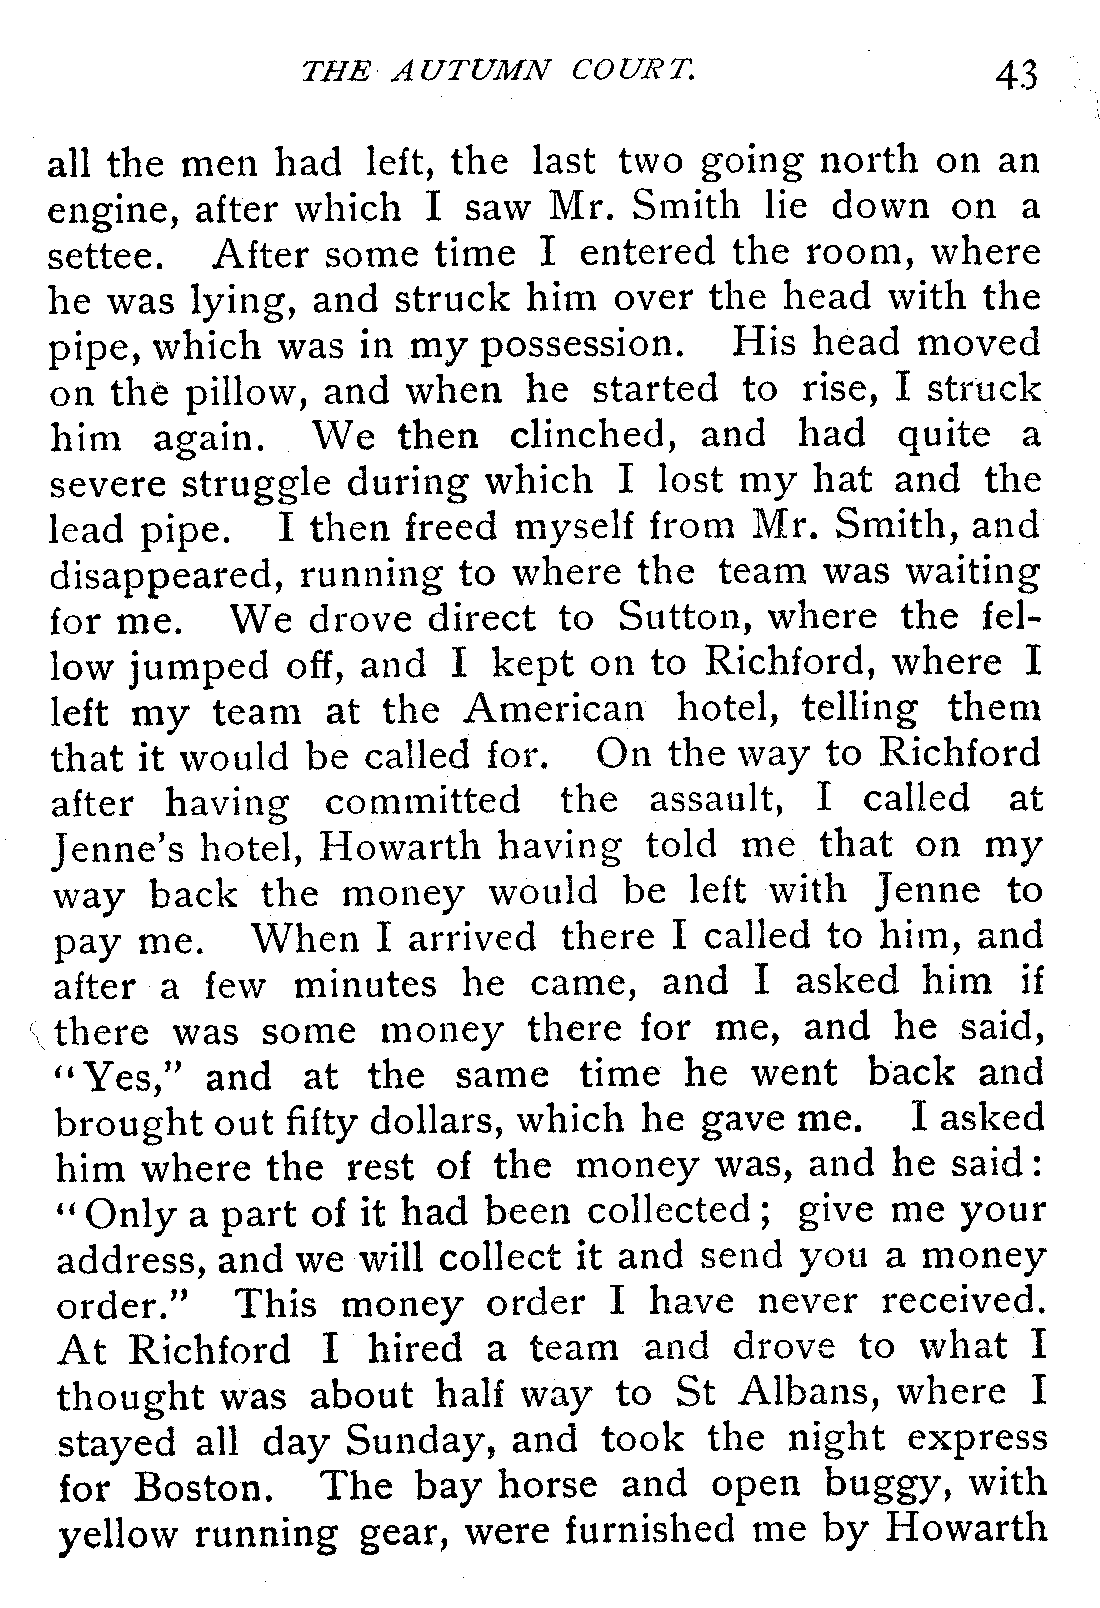 THE AUTUMN COURT. 43
all the men had left, the last two going north on an
engine, after which I saw Mr. Smith lie down on a
settee. After some time I entered the room, where
he was lying, and struck him over the head with the
pipe, which was in my possession. His head moved
on the pillow, and when he started to rise, I struck
him again. We then clinched, and had quite a
severe struggle during which I lost my hat and the
lead pipe. I then freed myself from Mr. Smith, and
disappeared, running to where the team was waiting
for me. We drove direct to Sutton, where the fel-
low jumped off, and I kept on to Richford, where I
left my team at the American hotel, telling them
that it would be called for. On the way to Richford
after having committed the assault, I called at
Jenne's hotel, Howarth having told me that on my
way back the money would be left with Jenne to
pay me. When I arrived there I called to him, and
after a few minutes he came, and I asked him if
there was some money there for me, and he said,
"Yes," and at the same time he went back and
brought out fifty dollars, which he gave me. I asked
him where the rest of the money was, and he said:
"Only a part of it had been collected; give me your
address, and we will collect it and send you a money
order." This money order I have never received.
At Richford I hired a team and drove to what I
thought was about half way to St Albans, where I
stayed all day Sunday, and took the night express
for Boston. The bay horse and open buggy, with
yellow running gear, were furnished me by Howarth